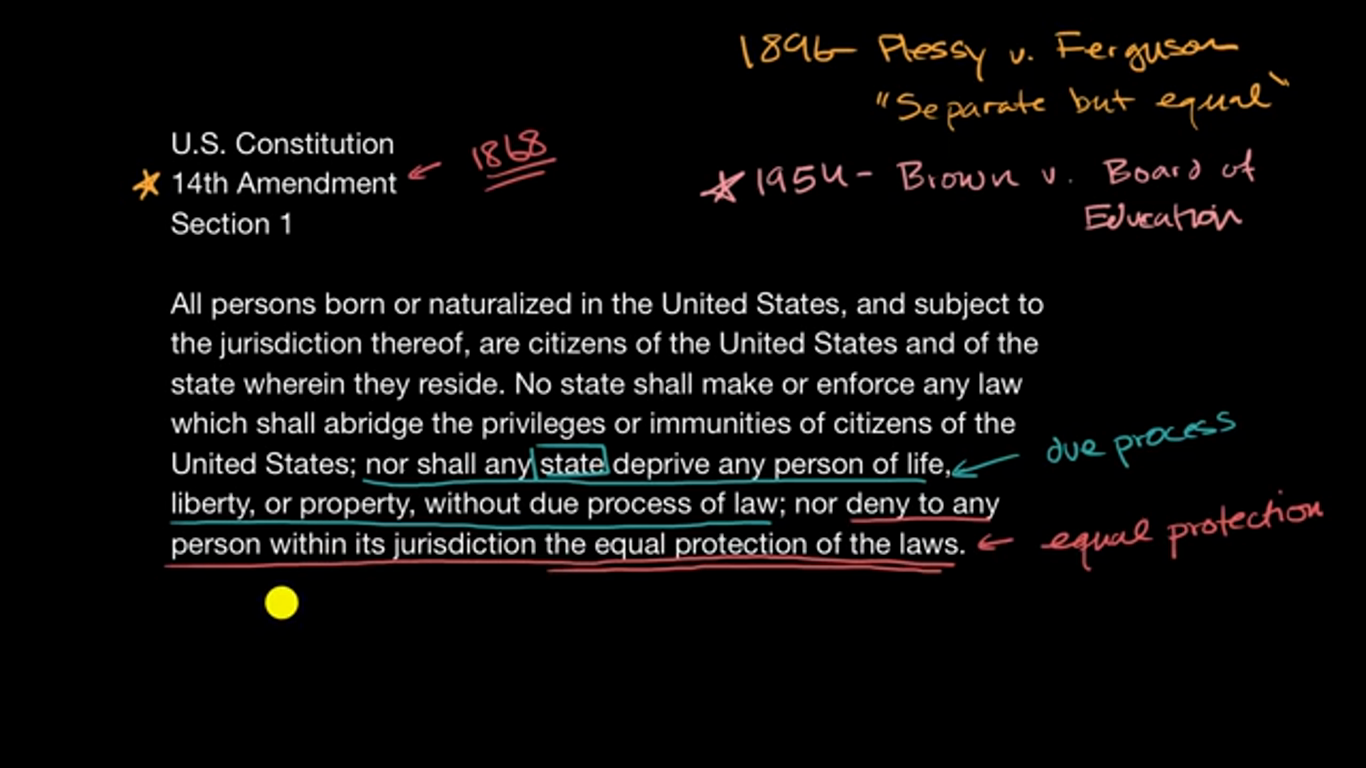 1896- Plessy v. Ferguson
"Separate but equal"
U.S. Constitution
14th Amendment
1868
Section 1
1954- Brown v. Board of
Education
All persons born or naturalized in the United States, and subject to
the jurisdiction thereof, are citizens of the United States and of the
state wherein they reside. No state shall make or enforce any law
which shall abridge the privileges or immunities of citizens of the
United States; nor shall any state deprive any person of life,
due process
liberty, or property, without due process of law; nor deny to any
person within its jurisdiction the equal protection of the laws.
equal protection